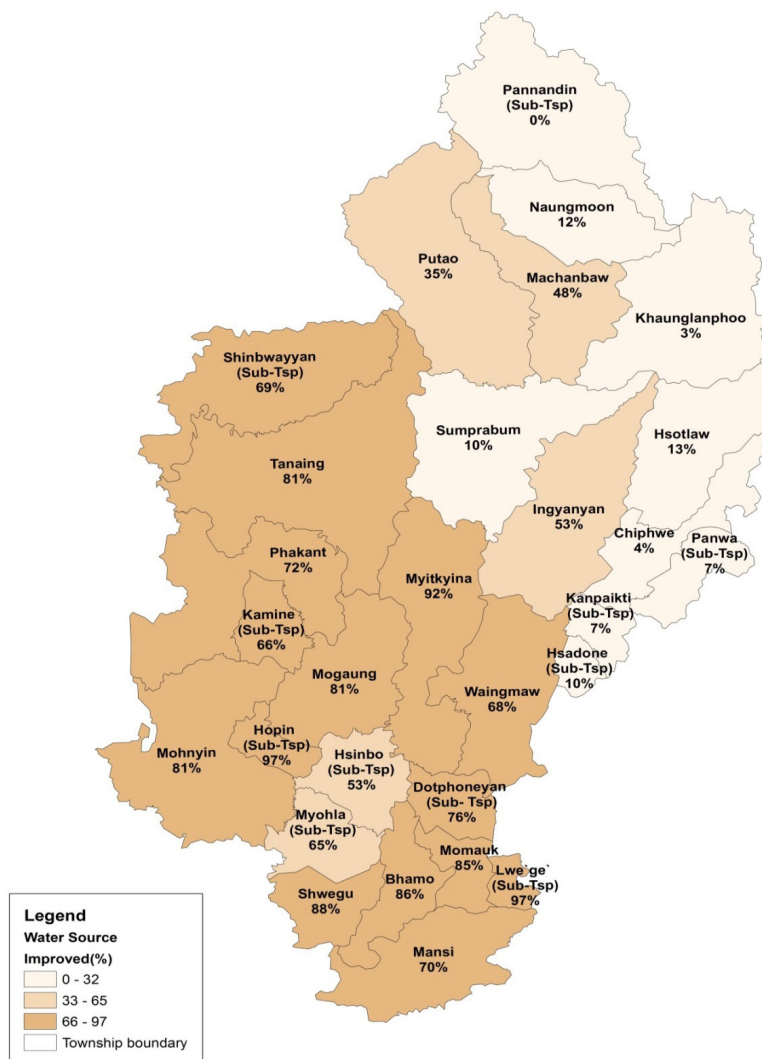 Pannandin
(Sub-Tsp)
0%
Naungmoon
12%
Putao
35%
Machanbaw
48%
Khaunglanphoo
3%
Shinbwayyan
(Sub-Tsp)
69%
Sumprabum
10%
Hsotlaw
13%
Tanaing
81%
Ingyanyan
53%
Chiphwe
4%
Panwa
(Sub-Tsp)
7%
Phakant
72%
Myitkyina
92%
Kanpaikti
(Sub-Tsp)
7%
Kamine
(Sub-Tsp)
66%
Hsadone
(Sub-Tsp)
10%
Mogaung
81%
Waingmaw
68%
Hopin
(Sub-Tsp)
97%
Mohnyin
81%
Hsinbo
(Sub-Tsp)
53%
Dotphoneyan
(Sub- Tsp)
76%
Myohla
(Sub-Tsp)
65%
Momauk
85%
Lwe`ge`
(Sub-Tsp)
97%
Bhamo
86%
Shwegu
88%
Mansi
70%
Legend
Water Source
Improved(%)
0 - 32
33 - 65
66 - 97
Township boundary